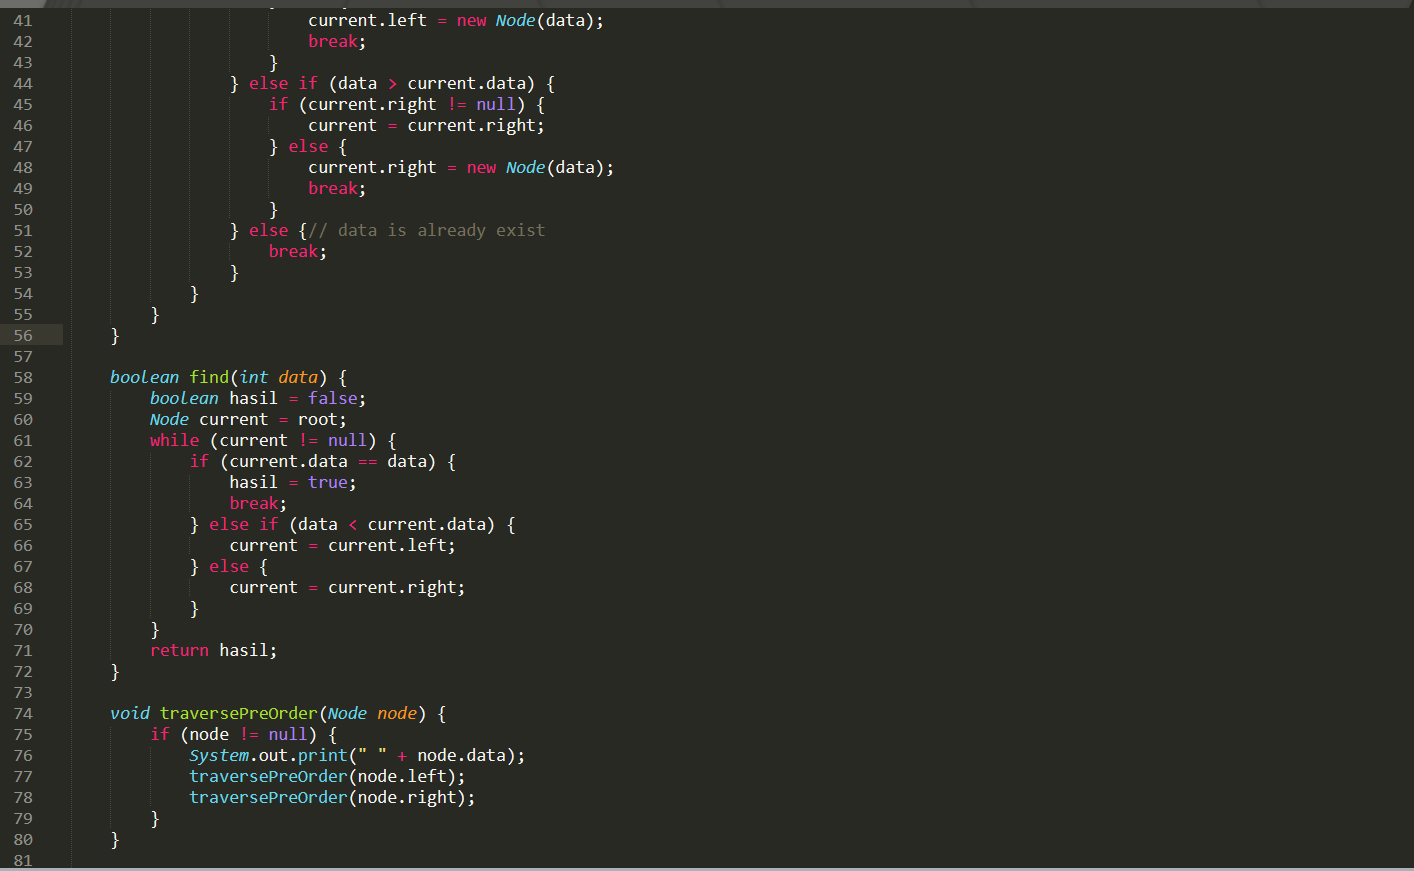 41 current.left = new Node(data);
42 break;
43 }
44 } else if (data > current.data) {
45 if (current.right != null) {
46 current = current.right;
47 } else {
48 current.right = new Node(data);
49 break;
50 }
51 } else {// data is already exist
52 break;
53 }
54 }
55 }
56 }
57
58 boolean find(int data) {
59 boolean hasil = false;
60 Node current = root;
61 while (current != null) {
62 if (current.data == data) {
63 hasil = true;
64 break;
65 } else if (data < current.data) {
66 current = current.left;
67 } else {
68 current = current.right;
69 }
70 }
71 return hasil;
72 }
73
74 void traversePreOrder(Node node) {
75 if (node != null) {
76 System.out.print(" " + node.data);
77 traversePreOrder(node.left);
78 traversePreOrder(node.right);
79 }
80 }
81